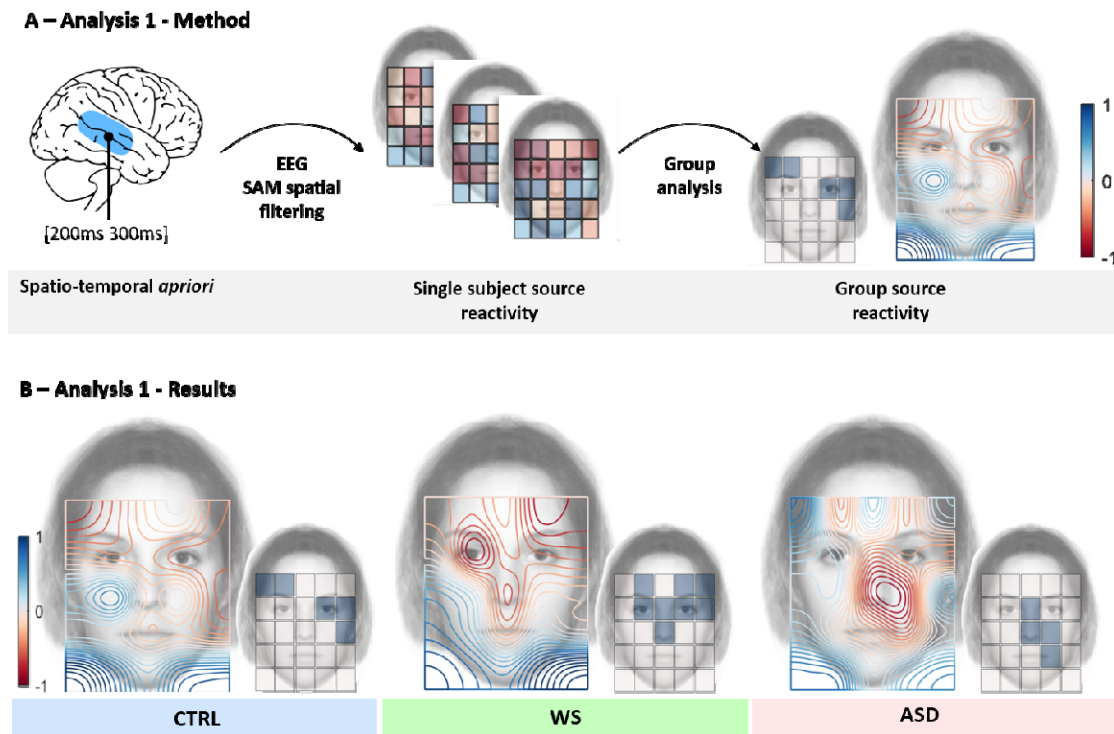 A – Analysis 1 - Method
EEG
SAM spatial
filtering
Group
analysis
1
0
-1
[200ms 300ms]
Spatio-temporal apriori
Single subject source
reactivity
Group source
reactivity
B – Analysis 1 - Results
1
0
-1
CTRL
WS
ASD